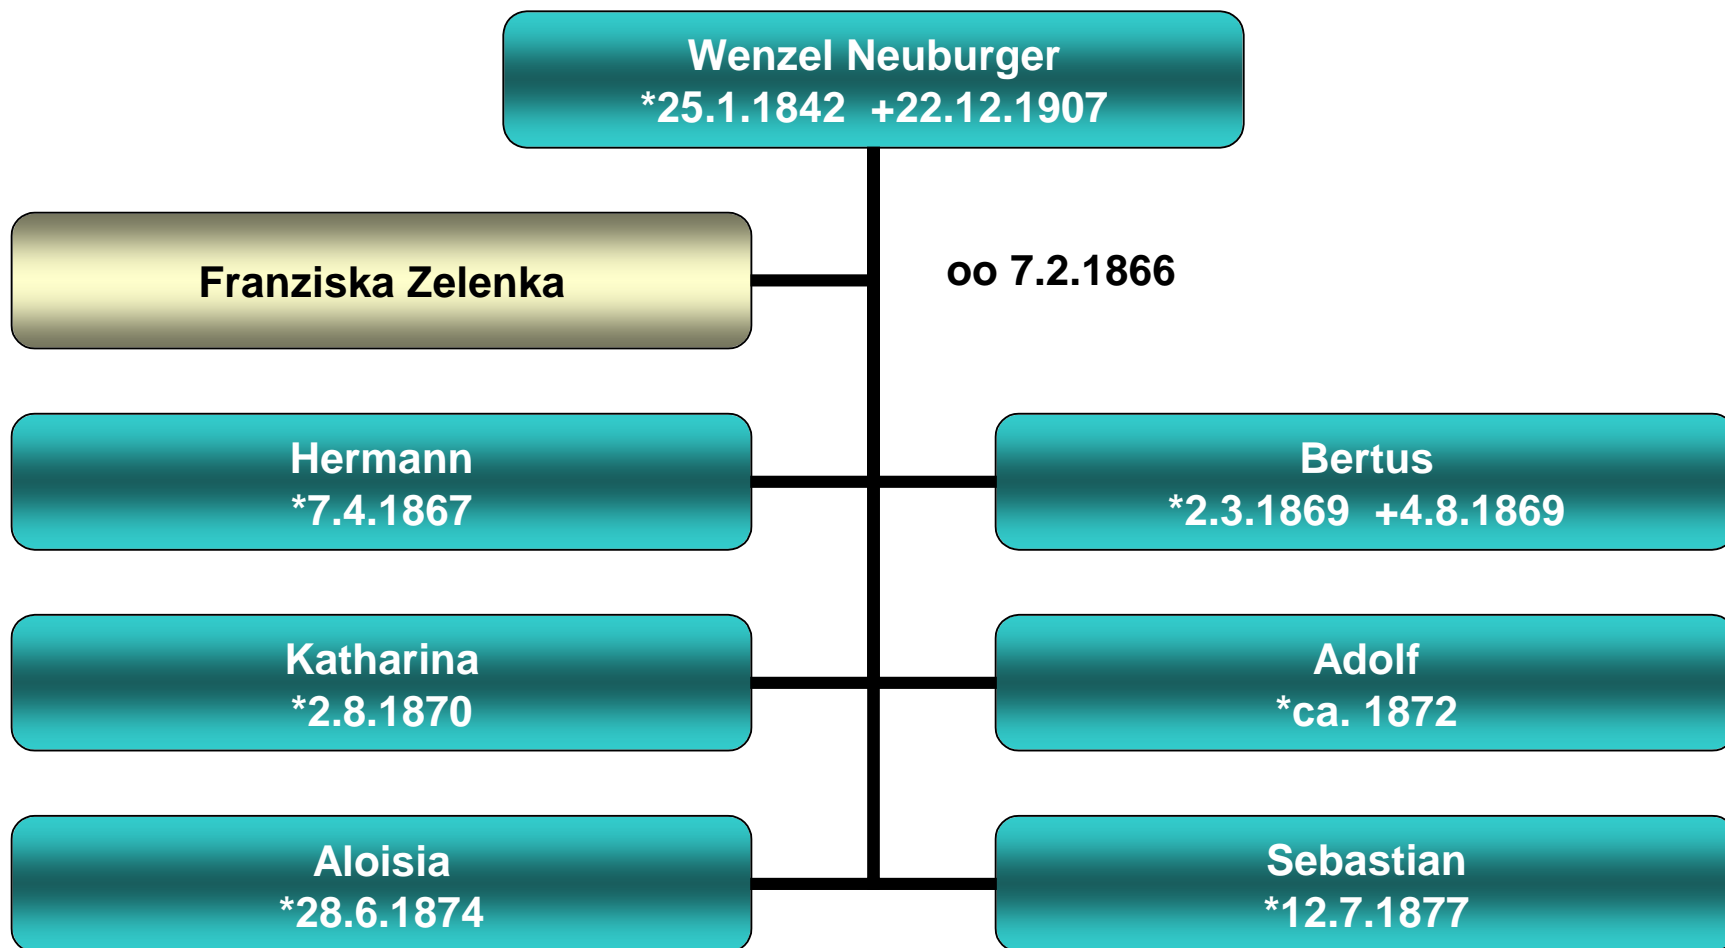 Wenzel Neuburger
*25.1.1842  +22.12.1907
Franziska Zelenka
oo 7.2.1866
Hermann
*7.4.1867
Bertus
*2.3.1869  +4.8.1869
Katharina
*2.8.1870
Adolf
*ca. 1872
Aloisia
*28.6.1874
Sebastian
*12.7.1877